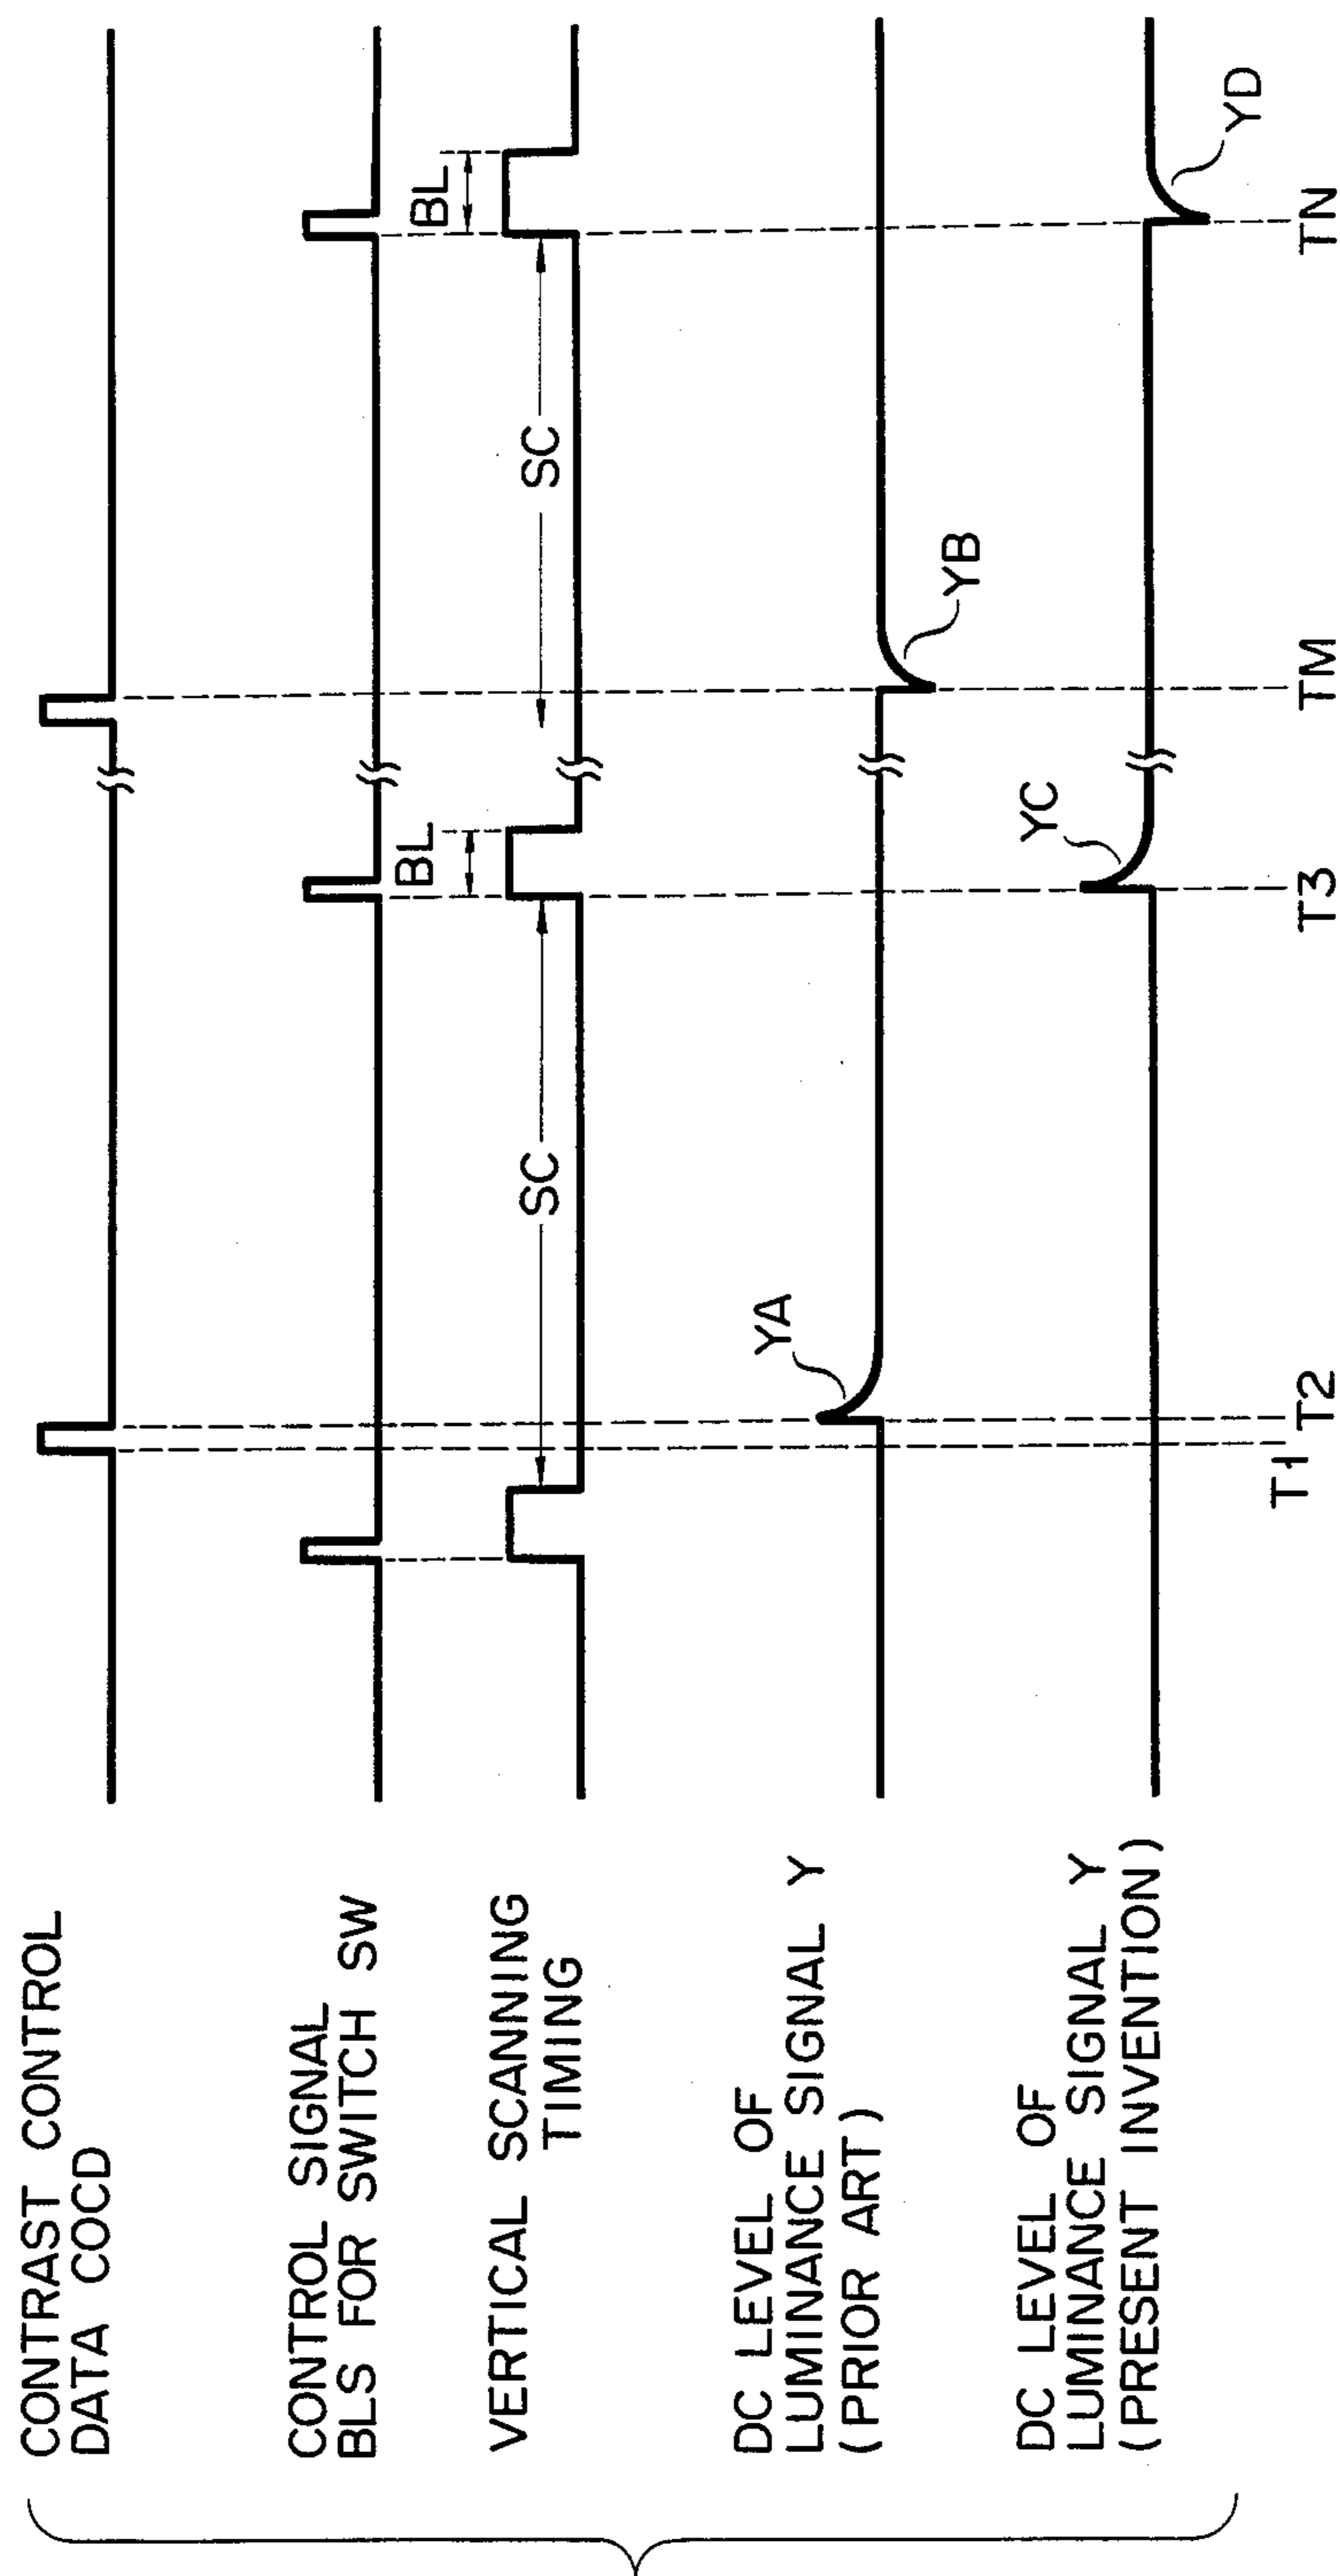 CONTRAST CONTROL
DATA COCD
CONTROL SIGNAL
BLS FOR SWITCH SW
VERTICAL SCANNING
TIMING
SC
BL
SC
BL
DC LEVEL OF
LUMINANCE SIGNAL Y
(PRIOR ART)
YA
YB
DC LEVEL OF
LUMINANCE SIGNAL Y
(PRESENT INVENTION)
YC
YD
T1
T2
T3
TM
TN